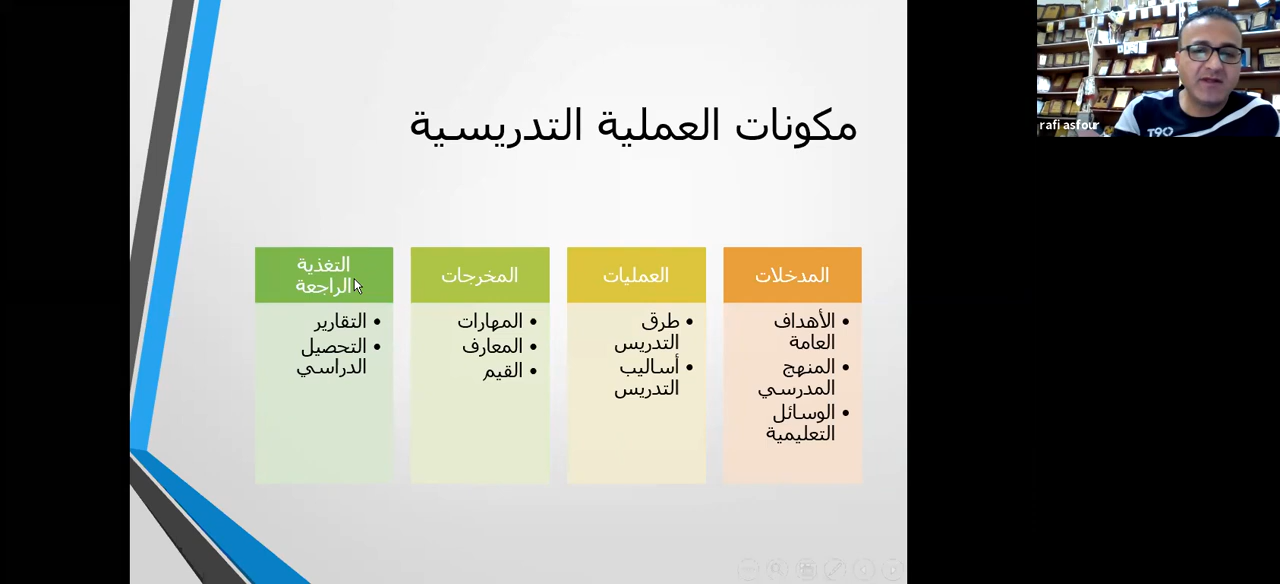 مكونات العملية التدريسية
المدخلات
الأهداف
العامة
المنهج
المدرسي
الوسائل
التعليمية
العمليات
طرق
التدريس
أساليب
التدريس
المخرجات
المهارات
المعارف
القيم
التغذية
الراجعة
التقارير
التحصيل
الدراسي
rafi asfour
T90